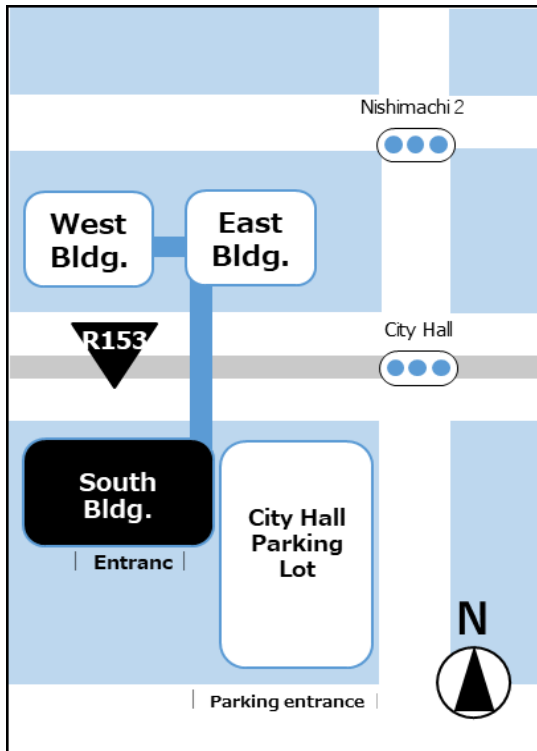 Nishimachi 2
West
Bldg.
East
Bldg.
R153
City Hall
South
Bldg.
City Hall
Parking
Lot
Entranc
N
Parking entrance